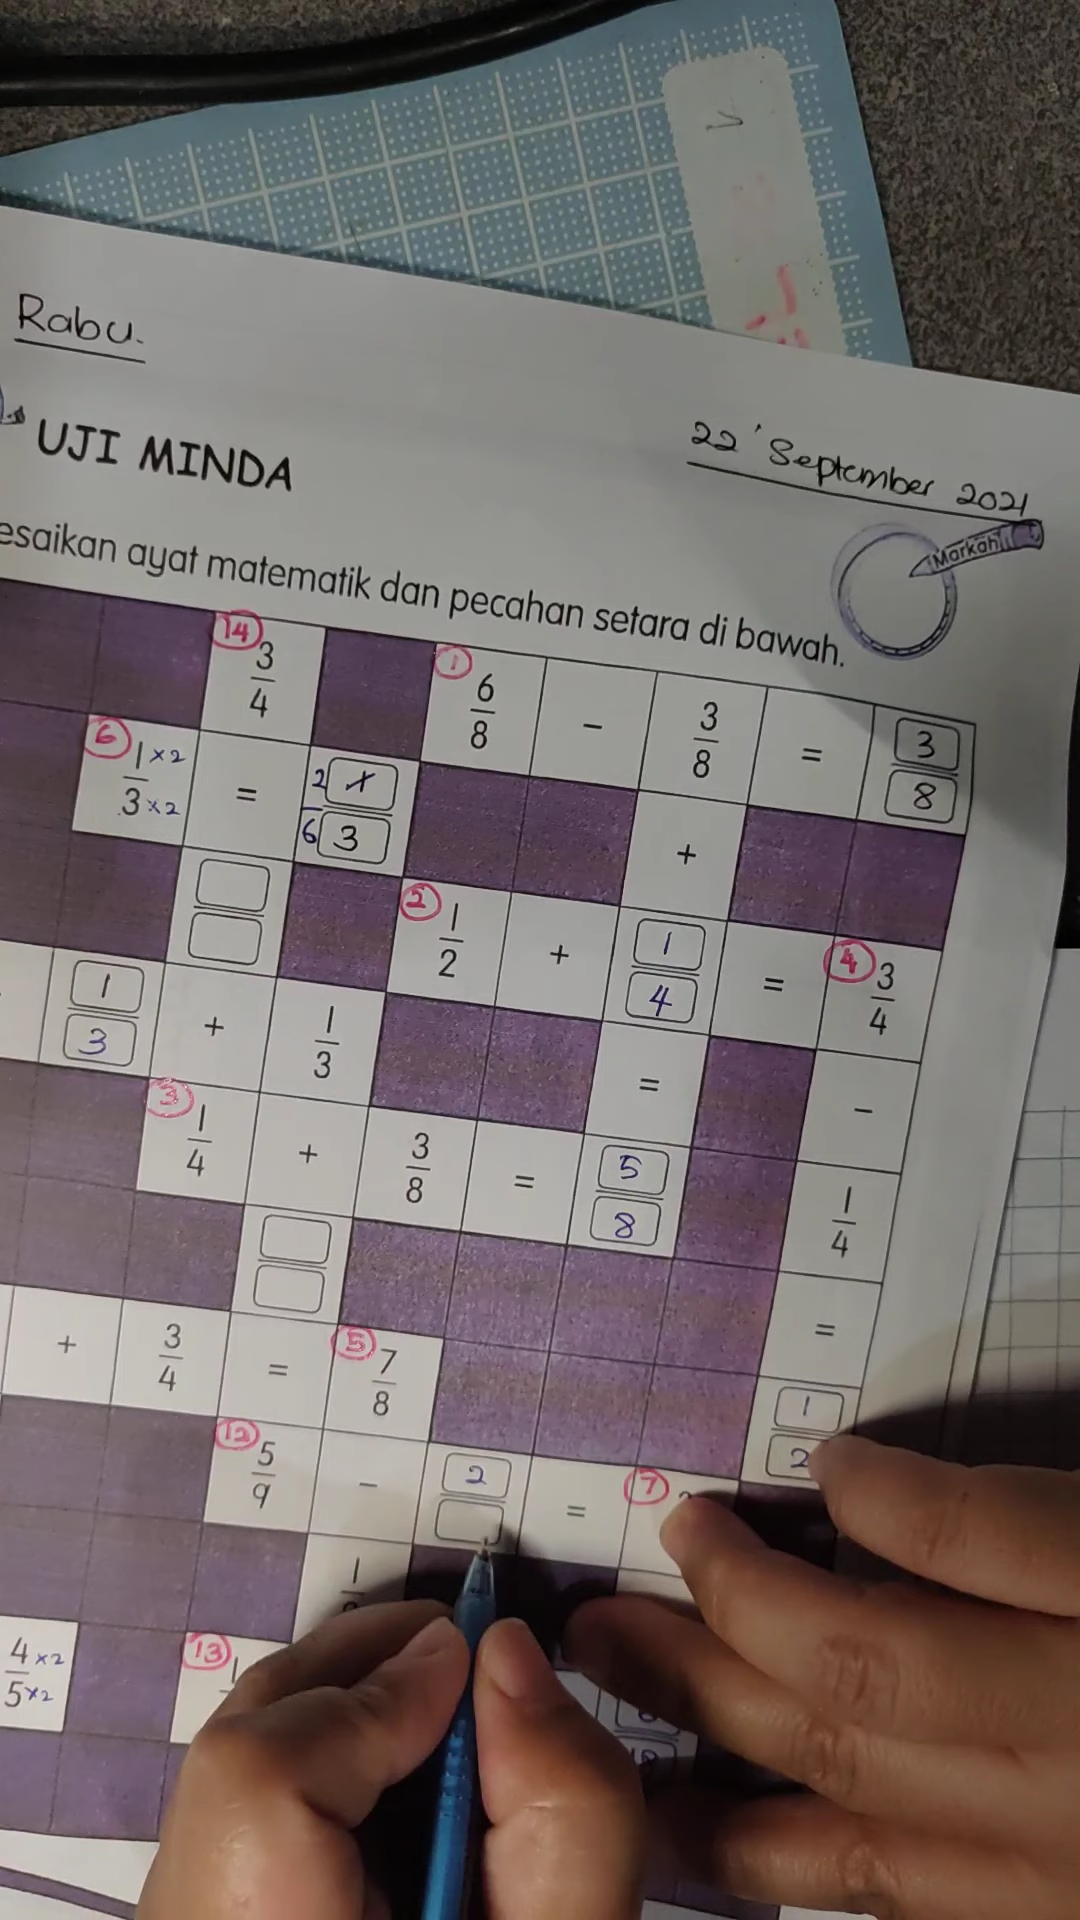 Rabu.
22 September 2021
UJI MINDA
esaikan ayat matematik dan pecahan setara di bawah.
Markah
14 3/4
1 6/8 - 3/8 = 3/8
6 1/3 ×2 ×2 = 2/6 1/3
+
2 1/2 + 1/4 = 4 3/4
1/3 + 1/3
=
-
3 1/4 + 3/8 = 5/8
1/4
=
+ 3/4 = 5 7/8
1/2
12 5/9 - 2 = 7
1
4/5 ×2 ×2
13 1